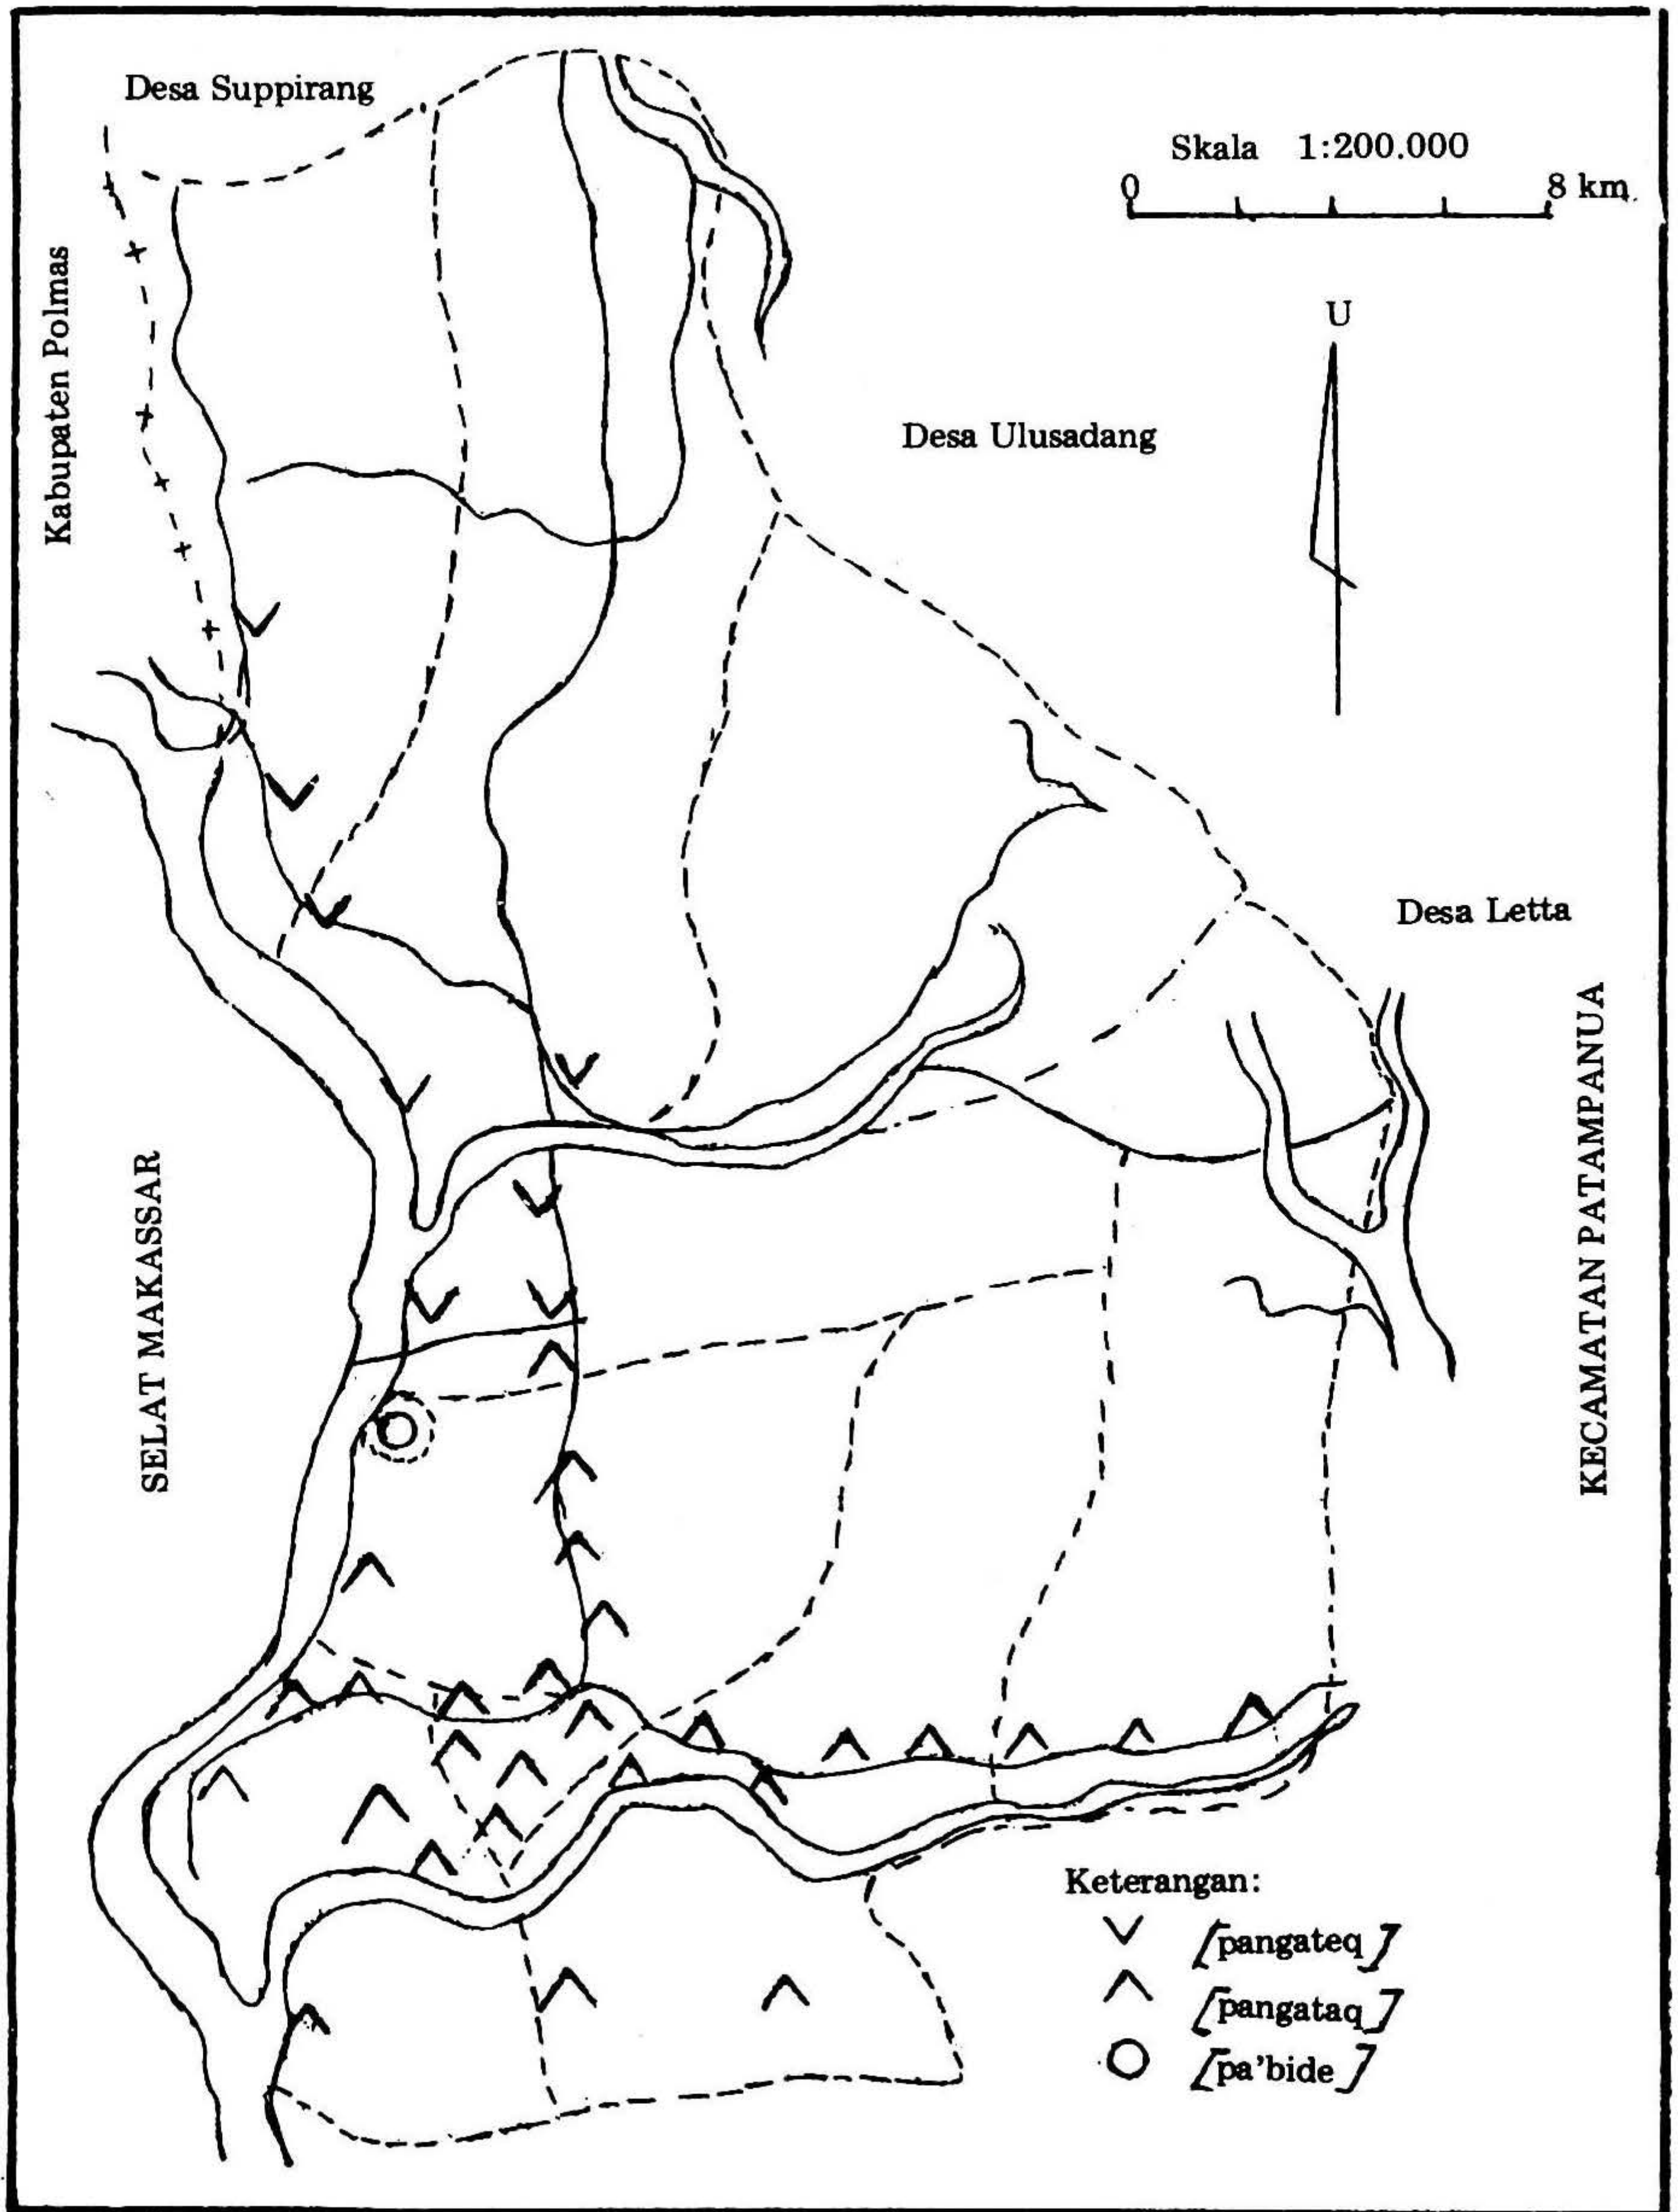 Desa Suppirang
Skala 1:200.000
0 8 km.
Kabupaten Polmas
U
Desa Ulusadang
Desa Letta
SELAT MAKASSAR
KECAMATAN PATAMPANUA
Keterangan:
[pangateq]
[pangataq]
[pa'bide]